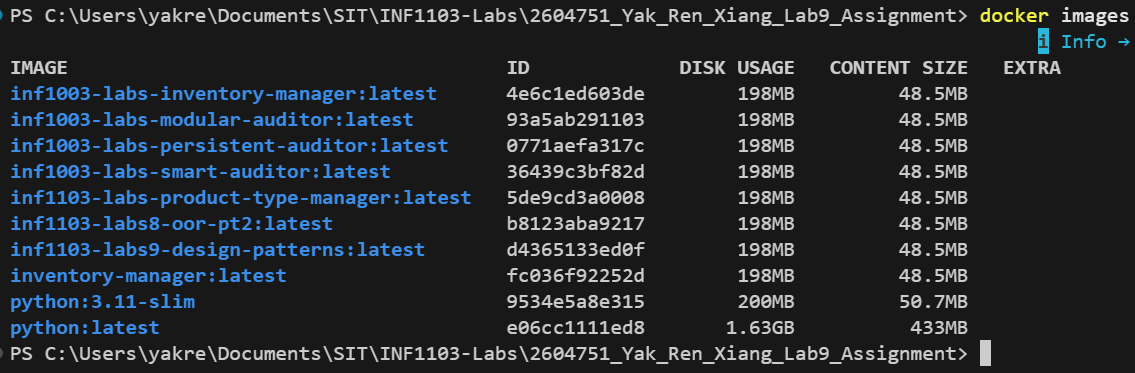 PS C:\Users\yakre\Documents\SIT\INF1103-Labs\2604751_Yak_Ren_Xiang_Lab9_Assignment> docker images
i Info →
IMAGE ID DISK USAGE CONTENT SIZE EXTRA
inf1003-labs-inventory-manager:latest 4e6c1ed603de 198MB 48.5MB
inf1003-labs-modular-auditor:latest 93a5ab291103 198MB 48.5MB
inf1003-labs-persistent-auditor:latest 0771aefa317c 198MB 48.5MB
inf1003-labs-smart-auditor:latest 36439c3bf82d 198MB 48.5MB
inf1103-labs-product-type-manager:latest 5de9cd3a0008 198MB 48.5MB
inf1103-labs8-oor-pt2:latest b8123aba9217 198MB 48.5MB
inf1103-labs9-design-patterns:latest d4365133ed0f 198MB 48.5MB
inventory-manager:latest fc036f92252d 198MB 48.5MB
python:3.11-slim 9534e5a8e315 200MB 50.7MB
python:latest e06cc1111ed8 1.63GB 433MB
PS C:\Users\yakre\Documents\SIT\INF1103-Labs\2604751_Yak_Ren_Xiang_Lab9_Assignment>